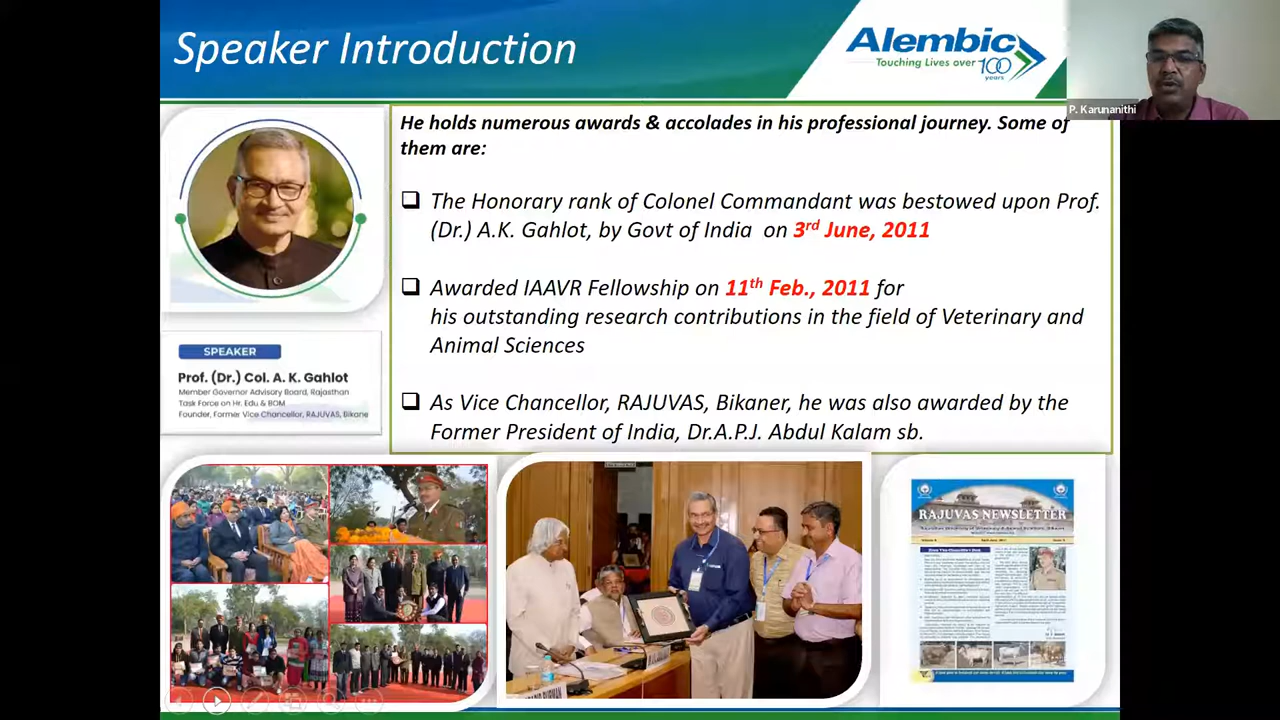 Speaker Introduction
Alembic
Touching Lives over 100 years
P. Karunanithi
He holds numerous awards & accolades in his professional journey. Some of
them are:
The Honorary rank of Colonel Commandant was bestowed upon Prof.
(Dr.) A.K. Gahlot, by Govt of India on 3rd June, 2011
Awarded IAAVR Fellowship on 11th Feb., 2011 for
his outstanding research contributions in the field of Veterinary and
Animal Sciences
As Vice Chancellor, RAJUVAS, Bikaner, he was also awarded by the
Former President of India, Dr.A.P.J. Abdul Kalam sb.
SPEAKER
Prof. (Dr.) Col. A. K. Gahlot
Member Governor Advisory Board, Rajasthan
Task Force on Hr. Edu & BOM
Founder, Former Vice Chancellor, RAJUVAS, Bikane
RAJUVAS NEWSLETTER